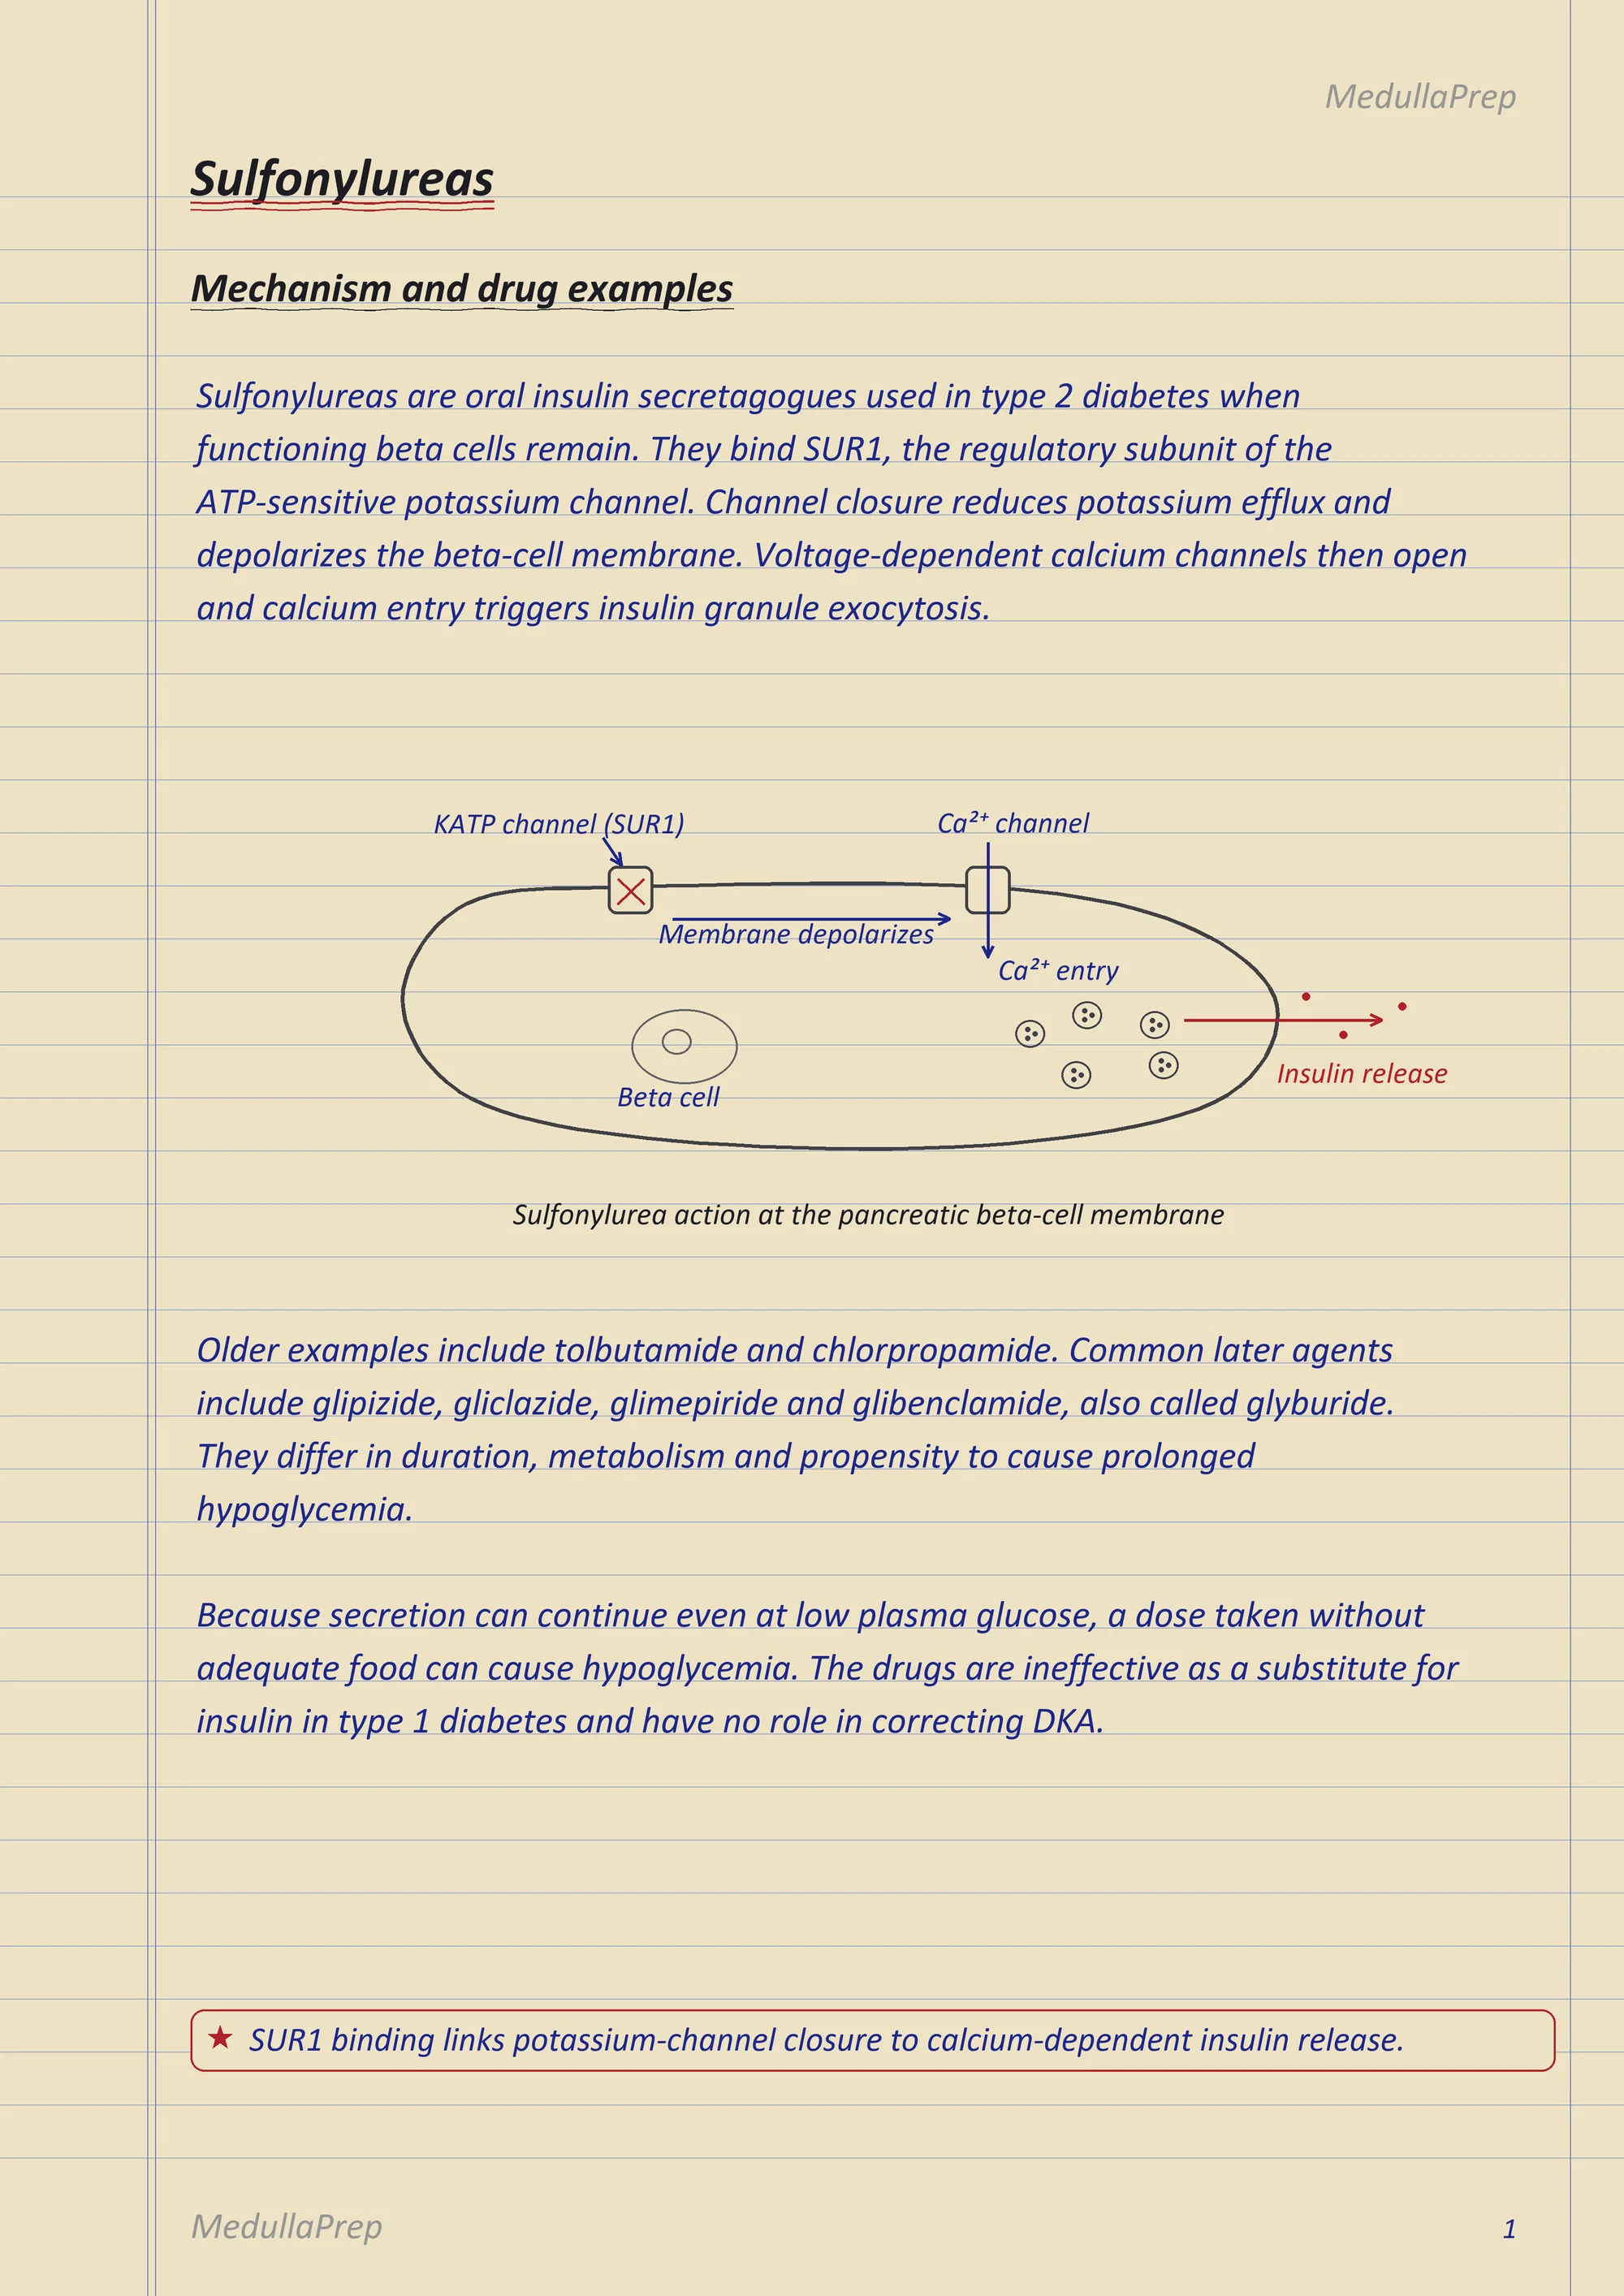 MedullaPrep
Sulfonylureas
Mechanism and drug examples
Sulfonylureas are oral insulin secretagogues used in type 2 diabetes when
functioning beta cells remain. They bind SUR1, the regulatory subunit of the
ATP-sensitive potassium channel. Channel closure reduces potassium efflux and
depolarizes the beta-cell membrane. Voltage-dependent calcium channels then open
and calcium entry triggers insulin granule exocytosis.
KATP channel (SUR1)
Ca²⁺ channel
Membrane depolarizes
Ca²⁺ entry
Insulin release
Beta cell
Sulfonylurea action at the pancreatic beta-cell membrane
Older examples include tolbutamide and chlorpropamide. Common later agents
include glipizide, gliclazide, glimepiride and glibenclamide, also called glyburide.
They differ in duration, metabolism and propensity to cause prolonged
hypoglycemia.
Because secretion can continue even at low plasma glucose, a dose taken without
adequate food can cause hypoglycemia. The drugs are ineffective as a substitute for
insulin in type 1 diabetes and have no role in correcting DKA.
★ SUR1 binding links potassium-channel closure to calcium-dependent insulin release.
MedullaPrep
1